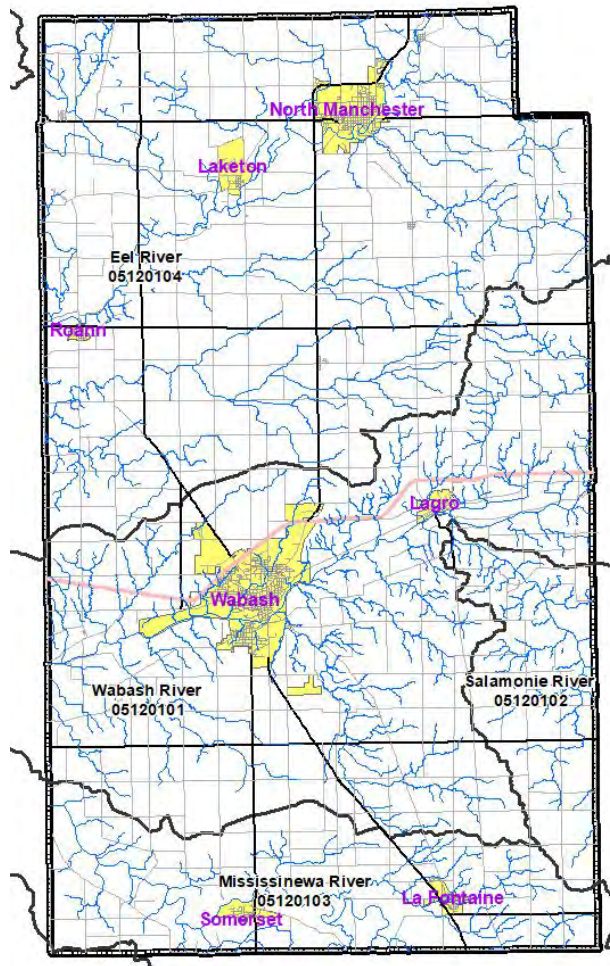 North Manchester
Laketon
Eel River
05120104
Roann
Lagro
Wabash
Wabash River
05120101
Salamonie River
05120102
Mississinewa River
05120103
La Fontaine
Somerset